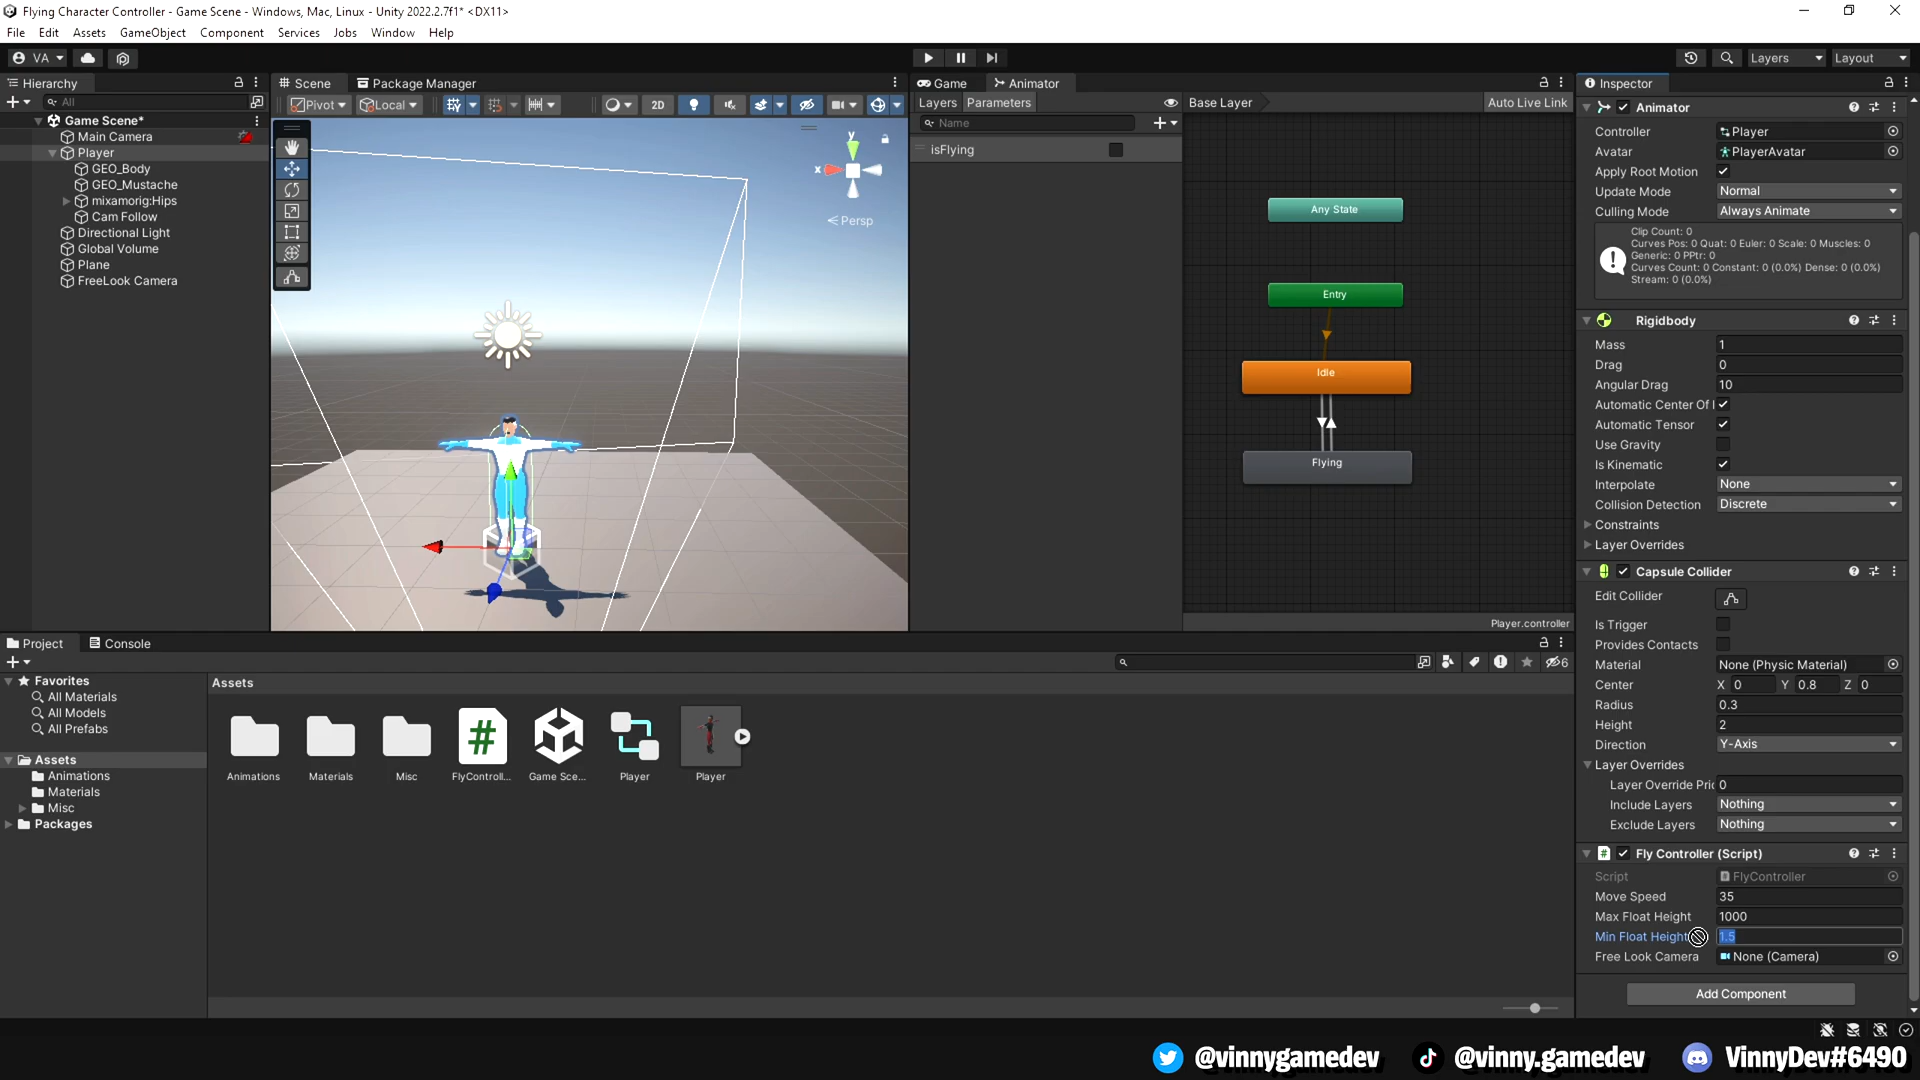 Flying Character Controller - Game Scene - Windows, Mac, Linux - Unity 2022.2.7f1* <DX11>
File Edit Assets GameObject Component Services Jobs Window Help
VA Layers Layout
Hierarchy
All
Game Scene*
Main Camera
Player
GEO_Body
GEO_Mustache
mixamorig:Hips
Cam Follow
Directional Light
Global Volume
Plane
FreeLook Camera
Scene Package Manager
Pivot Local 2D
y
x
Persp
Game Animator
Layers Parameters Base Layer Auto Live Link
Name
isFlying
Any State
Entry
Idle
Flying
Player.controller
Inspector
Animator
Controller Player
Avatar PlayerAvatar
Apply Root Motion
Update Mode Normal
Culling Mode Always Animate
Clip Count: 0
Curves Pos: 0 Quat: 0 Euler: 0 Scale: 0 Muscles: 0
Generic: 0 PPtr: 0
Curves Count: 0 Constant: 0 (0.0%) Dense: 0 (0.0%)
Stream: 0 (0.0%)
Rigidbody
Mass 1
Drag 0
Angular Drag 10
Automatic Center Of
Automatic Tensor
Use Gravity
Is Kinematic
Interpolate None
Collision Detection Discrete
Constraints
Layer Overrides
Capsule Collider
Edit Collider
Is Trigger
Provides Contacts
Material None (Physic Material)
Center X 0 Y 0.8 Z 0
Radius 0.3
Height 2
Direction Y-Axis
Layer Overrides
Layer Override Pric 0
Include Layers Nothing
Exclude Layers Nothing
Fly Controller (Script)
Script FlyController
Move Speed 35
Max Float Height 1000
Min Float Height 1.5
Free Look Camera None (Camera)
Add Component
Project Console
6
Favorites
All Materials
All Models
All Prefabs
Assets
Animations
Materials
Misc
Packages
Assets
Animations Materials Misc FlyControll... Game Sce... Player Player
@vinnygamedev @vinny.gamedev VinnyDev#6490